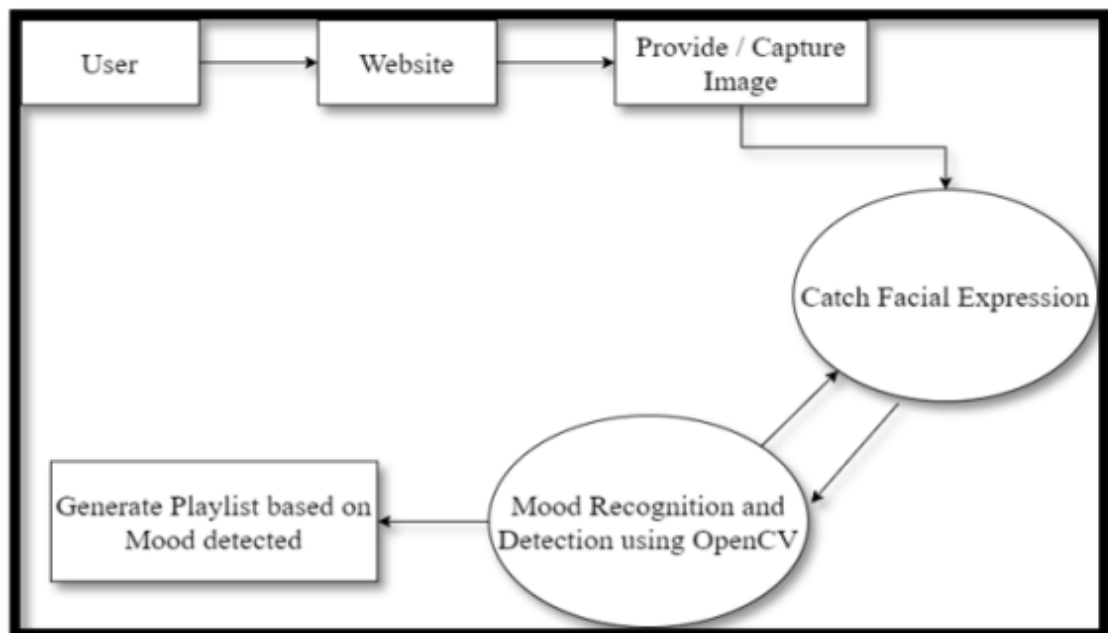 User
Website
Provide / Capture
Image
Catch Facial Expression
Mood Recognition and
Detection using OpenCV
Generate Playlist based on
Mood detected